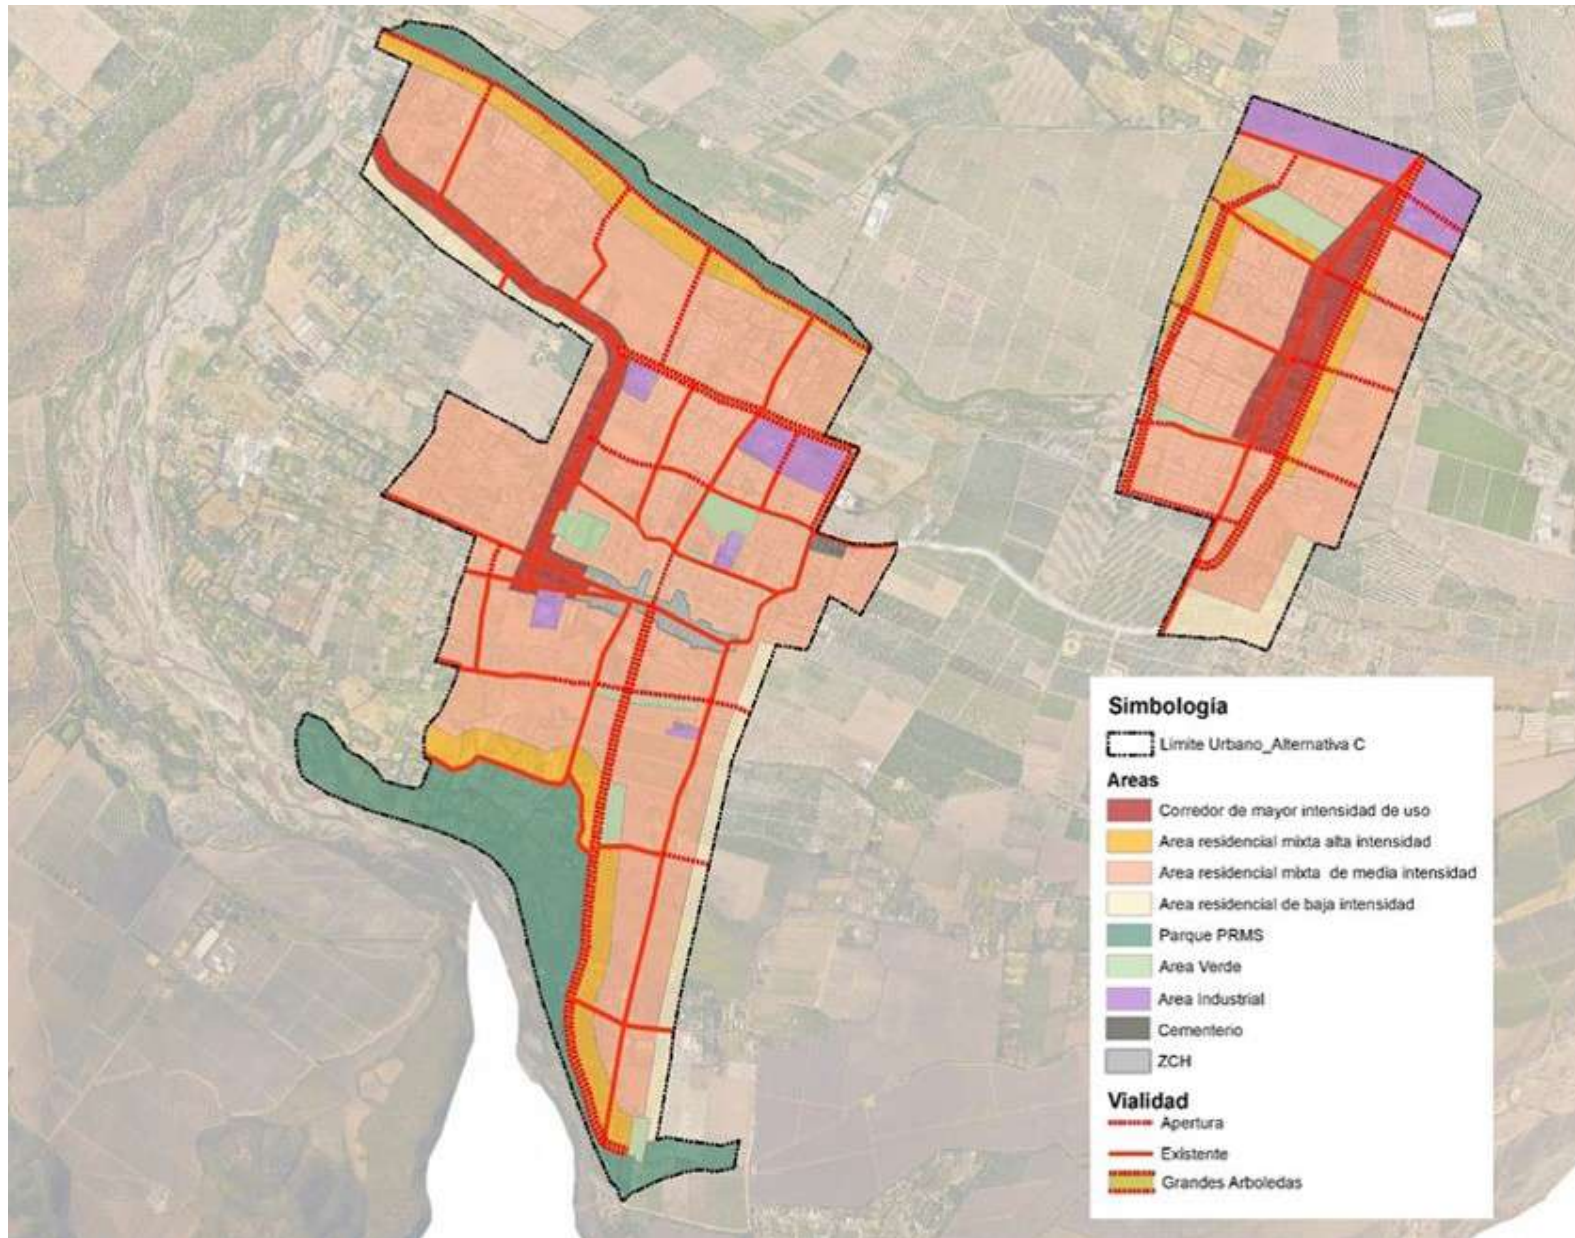 Simbología
Limite Urbano_Alternativa C
Areas
Corredor de mayor intensidad de uso
Area residencial mixta alta intensidad
Area residencial mixta de media intensidad
Area residencial de baja intensidad
Parque PRMS
Area Verde
Area Industrial
Cementerio
ZCH
Vialidad
Apertura
Existente
Grandes Arboledas